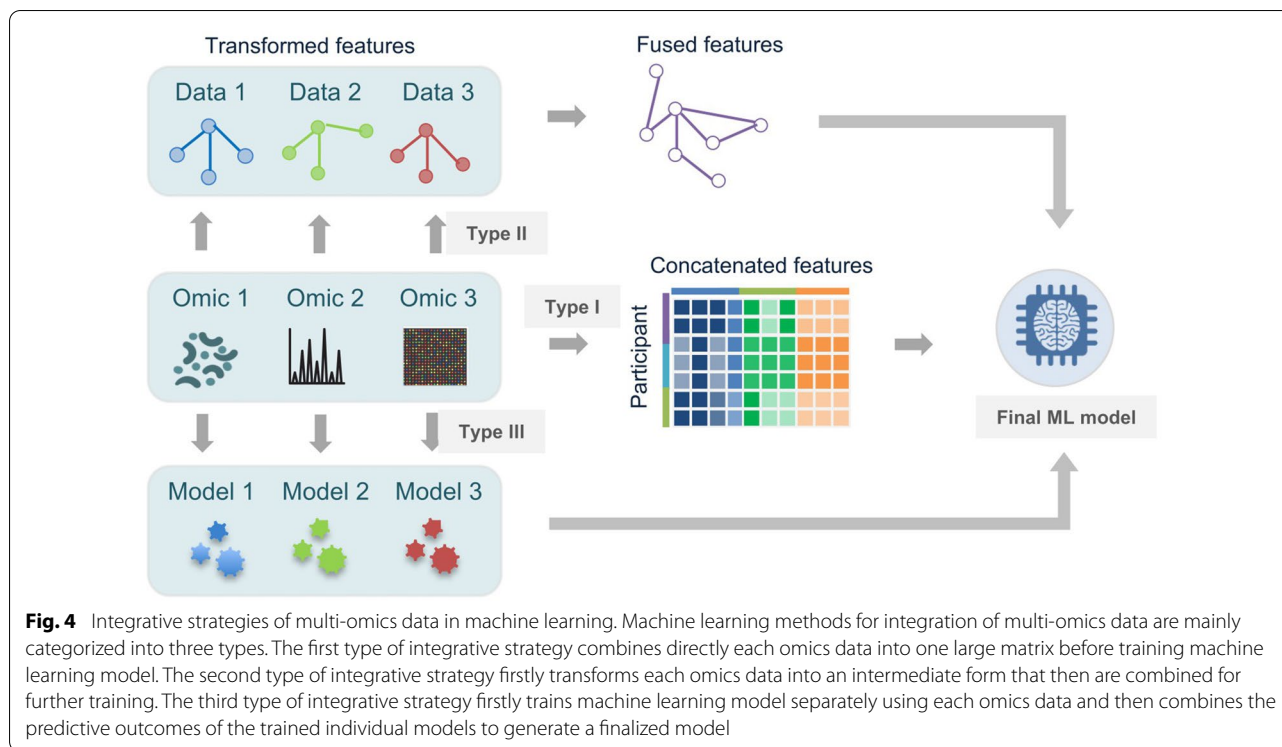 Transformed features
Fused features
Data 1 Data 2 Data 3
Type II
Omic 1 Omic 2 Omic 3
Type I
Concatenated features
Participant
Final ML model
Type III
Model 1 Model 2 Model 3
Fig. 4 Integrative strategies of multi-omics data in machine learning. Machine learning methods for integration of multi-omics data are mainly
categorized into three types. The first type of integrative strategy combines directly each omics data into one large matrix before training machine
learning model. The second type of integrative strategy firstly transforms each omics data into an intermediate form that then are combined for
further training. The third type of integrative strategy firstly trains machine learning model separately using each omics data and then combines the
predictive outcomes of the trained individual models to generate a finalized model